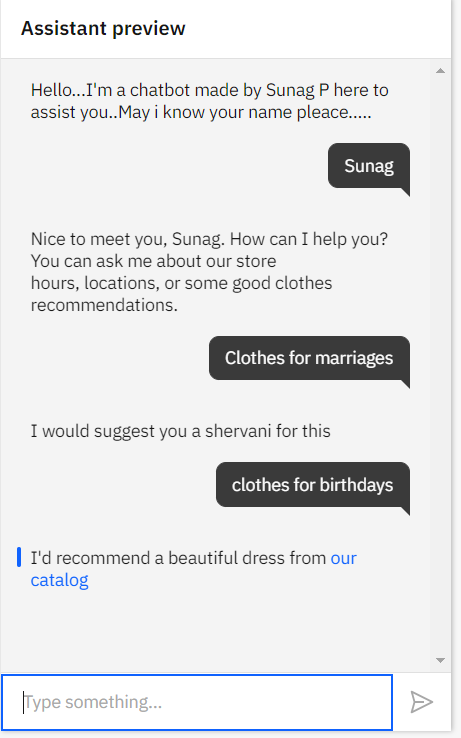 Assistant preview
Hello...I'm a chatbot made by Sunag P here to
assist you..May i know your name pleace.....
Sunag
Nice to meet you, Sunag. How can I help you?
You can ask me about our store
hours, locations, or some good clothes
recommendations.
Clothes for marriages
I would suggest you a shervani for this
clothes for birthdays
I'd recommend a beautiful dress from our
catalog
Type something...